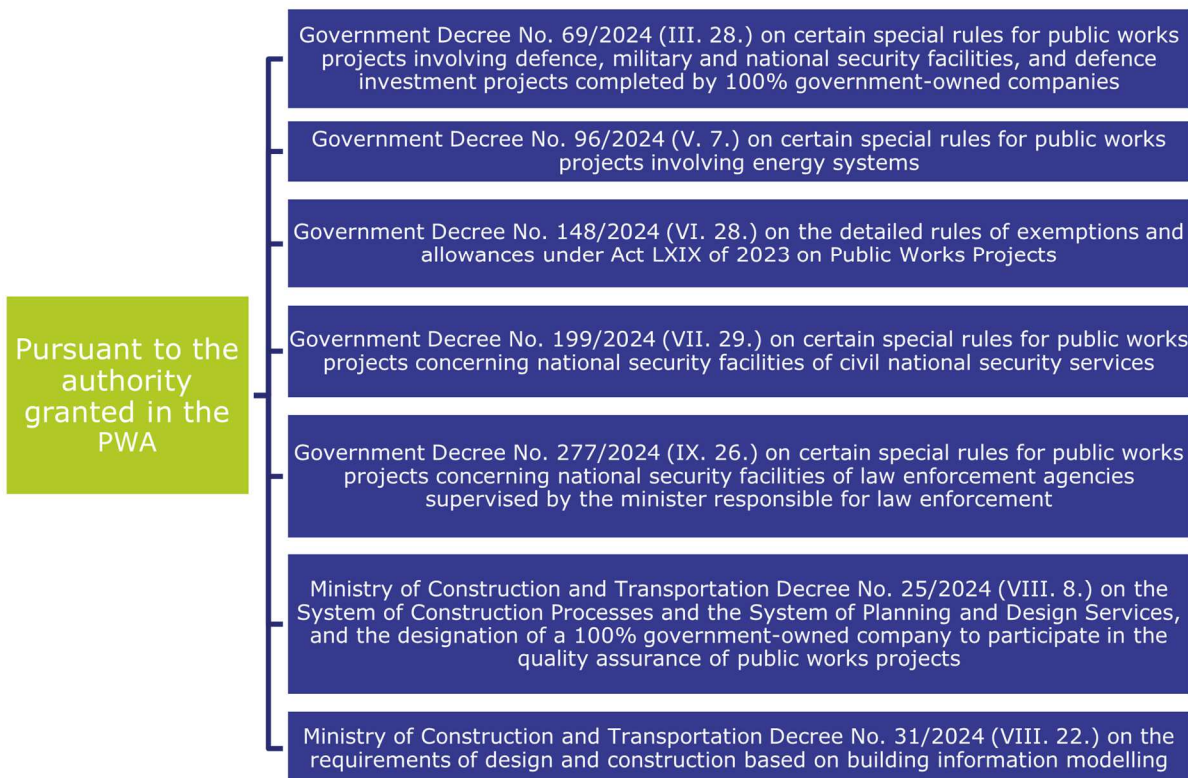 Pursuant to the
authority
granted in the
PWA
Government Decree No. 69/2024 (III. 28.) on certain special rules for public works
projects involving defence, military and national security facilities, and defence
investment projects completed by 100% government-owned companies
Government Decree No. 96/2024 (V. 7.) on certain special rules for public works
projects involving energy systems
Government Decree No. 148/2024 (VI. 28.) on the detailed rules of exemptions and
allowances under Act LXIX of 2023 on Public Works Projects
Government Decree No. 199/2024 (VII. 29.) on certain special rules for public works
projects concerning national security facilities of civil national security services
Government Decree No. 277/2024 (IX. 26.) on certain special rules for public works
projects concerning national security facilities of law enforcement agencies
supervised by the minister responsible for law enforcement
Ministry of Construction and Transportation Decree No. 25/2024 (VIII. 8.) on the
System of Construction Processes and the System of Planning and Design Services,
and the designation of a 100% government-owned company to participate in the
quality assurance of public works projects
Ministry of Construction and Transportation Decree No. 31/2024 (VIII. 22.) on the
requirements of design and construction based on building information modelling